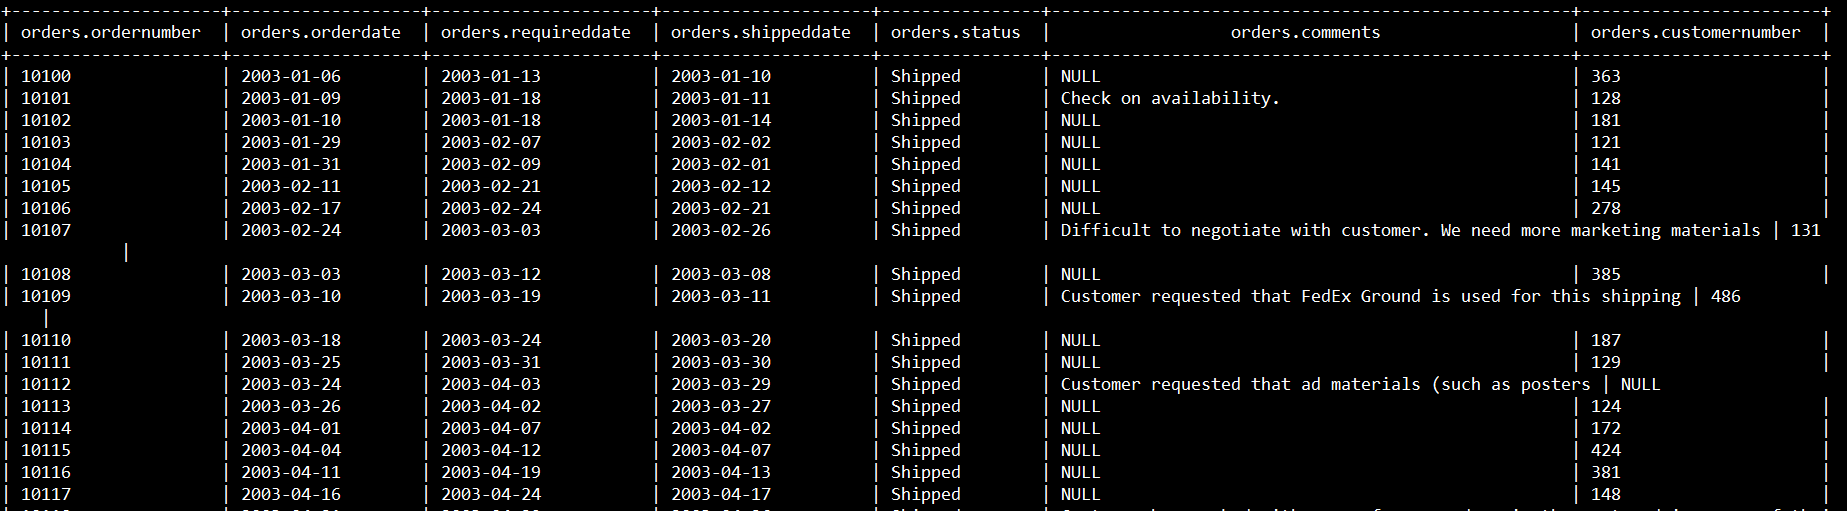 | orders.ordernumber | orders.orderdate | orders.requireddate | orders.shippeddate | orders.status | orders.comments | orders.customernumber |
| 10100 | 2003-01-06 | 2003-01-13 | 2003-01-10 | Shipped | NULL | 363 |
| 10101 | 2003-01-09 | 2003-01-18 | 2003-01-11 | Shipped | Check on availability. | 128 |
| 10102 | 2003-01-10 | 2003-01-18 | 2003-01-14 | Shipped | NULL | 181 |
| 10103 | 2003-01-29 | 2003-02-07 | 2003-02-02 | Shipped | NULL | 121 |
| 10104 | 2003-01-31 | 2003-02-09 | 2003-02-01 | Shipped | NULL | 141 |
| 10105 | 2003-02-11 | 2003-02-21 | 2003-02-12 | Shipped | NULL | 145 |
| 10106 | 2003-02-17 | 2003-02-24 | 2003-02-21 | Shipped | NULL | 278 |
| 10107 | 2003-02-24 | 2003-03-03 | 2003-02-26 | Shipped | Difficult to negotiate with customer. We need more marketing materials | 131
|
| 10108 | 2003-03-03 | 2003-03-12 | 2003-03-08 | Shipped | NULL | 385 |
| 10109 | 2003-03-10 | 2003-03-19 | 2003-03-11 | Shipped | Customer requested that FedEx Ground is used for this shipping | 486
|
| 10110 | 2003-03-18 | 2003-03-24 | 2003-03-20 | Shipped | NULL | 187 |
| 10111 | 2003-03-25 | 2003-03-31 | 2003-03-30 | Shipped | NULL | 129 |
| 10112 | 2003-03-24 | 2003-04-03 | 2003-03-29 | Shipped | Customer requested that ad materials (such as posters | NULL
| 10113 | 2003-03-26 | 2003-04-02 | 2003-03-27 | Shipped | NULL | 124 |
| 10114 | 2003-04-01 | 2003-04-07 | 2003-04-02 | Shipped | NULL | 172 |
| 10115 | 2003-04-04 | 2003-04-12 | 2003-04-07 | Shipped | NULL | 424 |
| 10116 | 2003-04-11 | 2003-04-19 | 2003-04-13 | Shipped | NULL | 381 |
| 10117 | 2003-04-16 | 2003-04-24 | 2003-04-17 | Shipped | NULL | 148 |